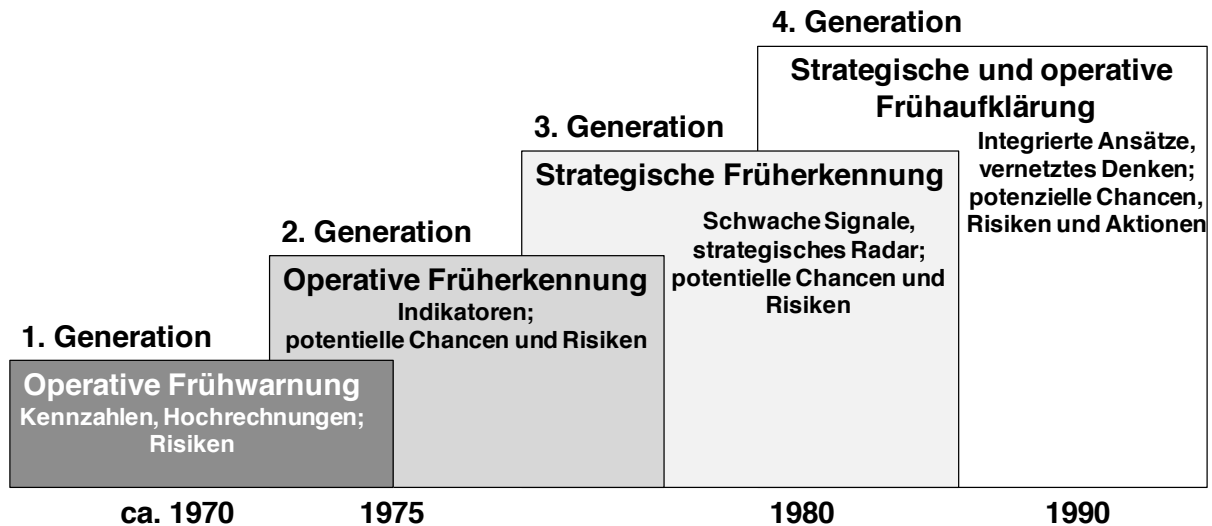 4. Generation
Strategische und operative
Frühaufklärung
Integrierte Ansätze,
vernetztes Denken;
potenzielle Chancen,
Risiken und Aktionen
3. Generation
Strategische Früherkennung
Schwache Signale,
strategisches Radar;
potentielle Chancen und
Risiken
2. Generation
Operative Früherkennung
Indikatoren;
potentielle Chancen und Risiken
1. Generation
Operative Frühwarnung
Kennzahlen, Hochrechnungen;
Risiken
ca. 1970 1975 1980 1990